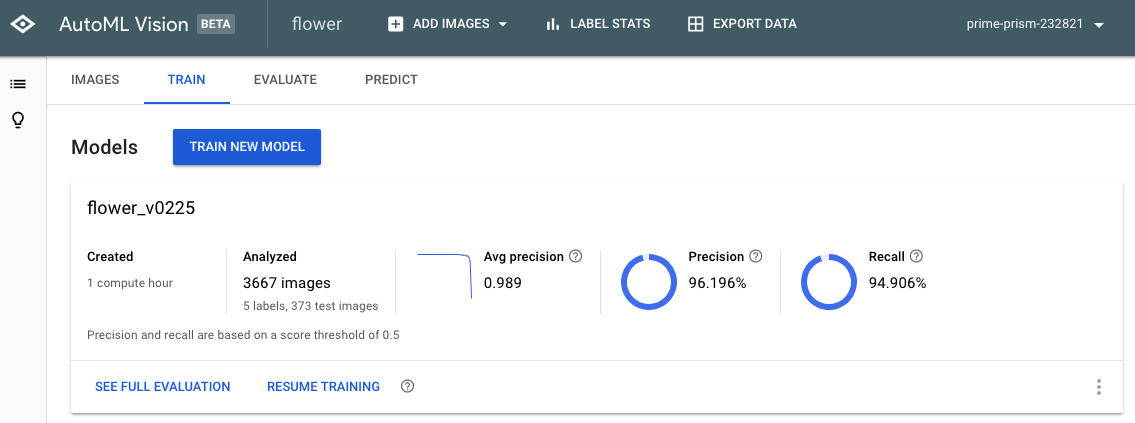 AutoML Vision BETA flower ADD IMAGES LABEL STATS EXPORT DATA prime-prism-232821
IMAGES TRAIN EVALUATE PREDICT
Models TRAIN NEW MODEL
flower_v0225
Created Analyzed Avg precision ? Precision ? Recall ?
1 compute hour 3667 images 0.989 96.196% 94.906%
5 labels, 373 test images
Precision and recall are based on a score threshold of 0.5
SEE FULL EVALUATION RESUME TRAINING ?